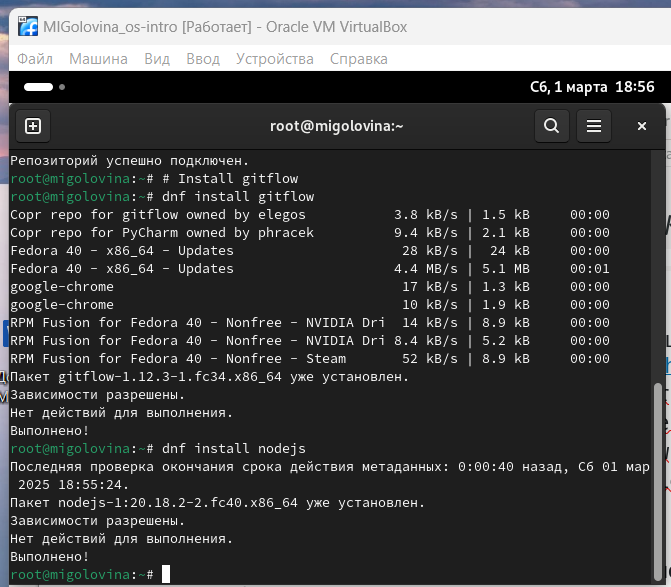 MIGolovina_os-intro [Работает] - Oracle VM VirtualBox
Файл Машина Вид Ввод Устройства Справка
Сб, 1 марта 18:56
root@migolovina:~
Репозиторий успешно подключен.
root@migolovina:~# # Install gitflow
root@migolovina:~# dnf install gitflow
Copr repo for gitflow owned by elegos 3.8 kB/s | 1.5 kB 00:00
Copr repo for PyCharm owned by phracek 9.4 kB/s | 2.1 kB 00:00
Fedora 40 - x86_64 - Updates 28 kB/s | 24 kB 00:00
Fedora 40 - x86_64 - Updates 4.4 MB/s | 5.1 MB 00:01
google-chrome 17 kB/s | 1.3 kB 00:00
google-chrome 10 kB/s | 1.9 kB 00:00
RPM Fusion for Fedora 40 - Nonfree - NVIDIA Dri 14 kB/s | 8.9 kB 00:00
RPM Fusion for Fedora 40 - Nonfree - NVIDIA Dri 8.4 kB/s | 5.2 kB 00:00
RPM Fusion for Fedora 40 - Nonfree - Steam 52 kB/s | 8.9 kB 00:00
Пакет gitflow-1.12.3-1.fc34.x86_64 уже установлен.
Зависимости разрешены.
Нет действий для выполнения.
Выполнено!
root@migolovina:~# dnf install nodejs
Последняя проверка окончания срока действия метаданных: 0:00:40 назад, Сб 01 мар
2025 18:55:24.
Пакет nodejs-1:20.18.2-2.fc40.x86_64 уже установлен.
Зависимости разрешены.
Нет действий для выполнения.
Выполнено!
root@migolovina:~#